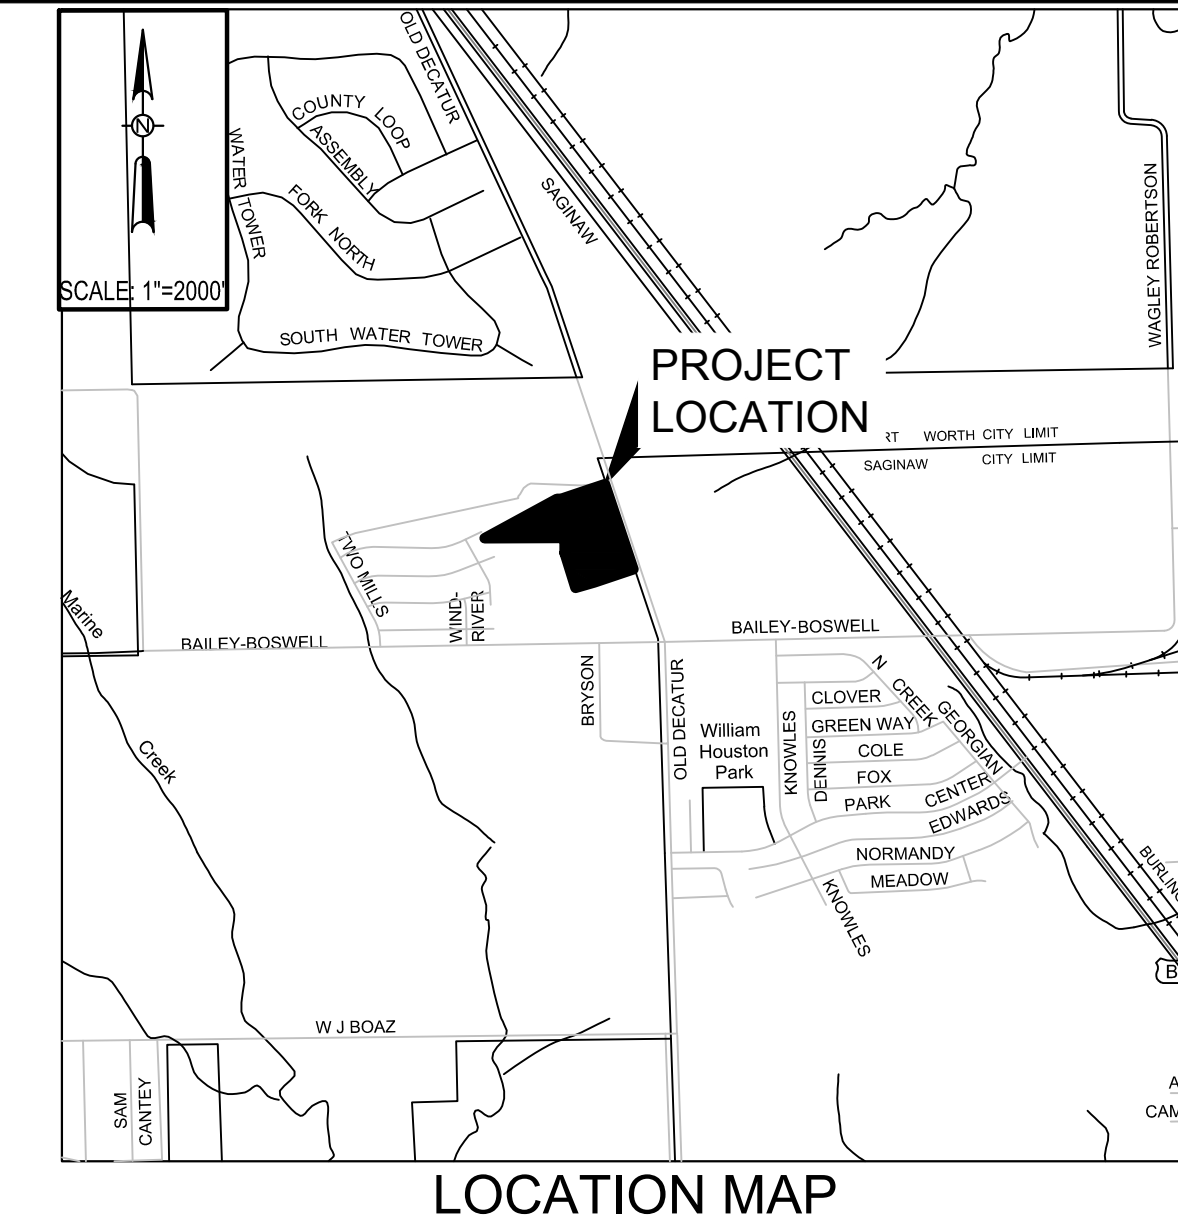 OLD DECATUR
COUNTY LOOP
ASSEMBLY
WATER TOWER
FORK NORTH
N
SCALE: 1"=2000'
SOUTH WATER TOWER
SAGINAW
WAGLEY ROBERTSON
PROJECT
LOCATION
WORTH CITY LIMIT
SAGINAW CITY LIMIT
TWO MILLS
WIND-
RIVER
Marine
Creek
BAILEY-BOSWELL
BAILEY-BOSWELL
BRYSON
OLD DECATUR
William
Houston
Park
KNOWLES
DENNIS
N CREEK
GEORGIAN
CLOVER
GREEN WAY
COLE
FOX
PARK CENTER
EDWARDS
NORMANDY
MEADOW
KNOWLES
W J BOAZ
SAM
CANTEY
B
LOCATION MAP